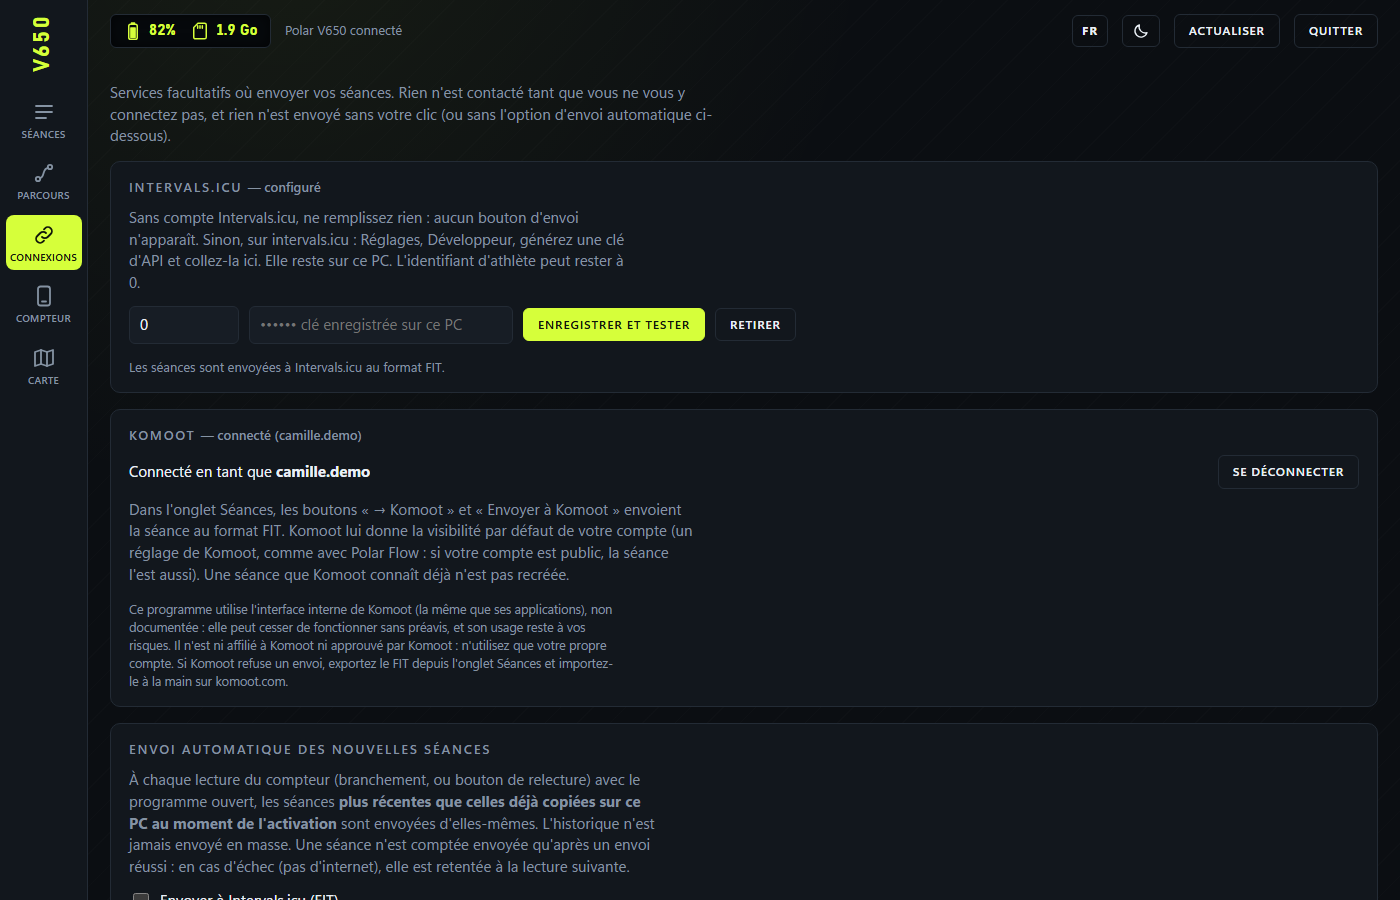 V650
82%
1.9 Go
Polar V650 connecté
FR
ACTUALISER
QUITTER
SÉANCES
PARCOURS
CONNEXIONS
COMPTEUR
CARTE
Services facultatifs où envoyer vos séances. Rien n'est contacté tant que vous ne vous y
connectez pas, et rien n'est envoyé sans votre clic (ou sans l'option d'envoi automatique ci-
dessous).
INTERVALS.ICU — configuré
Sans compte Intervals.icu, ne remplissez rien : aucun bouton d'envoi
n'apparaît. Sinon, sur intervals.icu : Réglages, Développeur, générez une clé
d'API et collez-la ici. Elle reste sur ce PC. L'identifiant d'athlète peut rester à
0.
0
•••••• clé enregistrée sur ce PC
ENREGISTRER ET TESTER
RETIRER
Les séances sont envoyées à Intervals.icu au format FIT.
KOMOOT — connecté (camille.demo)
Connecté en tant que camille.demo
SE DÉCONNECTER
Dans l'onglet Séances, les boutons « → Komoot » et « Envoyer à Komoot » envoient
la séance au format FIT. Komoot lui donne la visibilité par défaut de votre compte (un
réglage de Komoot, comme avec Polar Flow : si votre compte est public, la séance
l'est aussi). Une séance que Komoot connaît déjà n'est pas recréée.
Ce programme utilise l'interface interne de Komoot (la même que ses applications), non
documentée : elle peut cesser de fonctionner sans préavis, et son usage reste à vos
risques. Il n'est ni affilié à Komoot ni approuvé par Komoot : n'utilisez que votre propre
compte. Si Komoot refuse un envoi, exportez le FIT depuis l'onglet Séances et importez-
le à la main sur komoot.com.
ENVOI AUTOMATIQUE DES NOUVELLES SÉANCES
À chaque lecture du compteur (branchement, ou bouton de relecture) avec le
programme ouvert, les séances plus récentes que celles déjà copiées sur ce
PC au moment de l'activation sont envoyées d'elles-mêmes. L'historique n'est
jamais envoyé en masse. Une séance n'est comptée envoyée qu'après un envoi
réussi : en cas d'échec (pas d'internet), elle est retentée à la lecture suivante.
Envoyer à Intervals.icu (FIT)